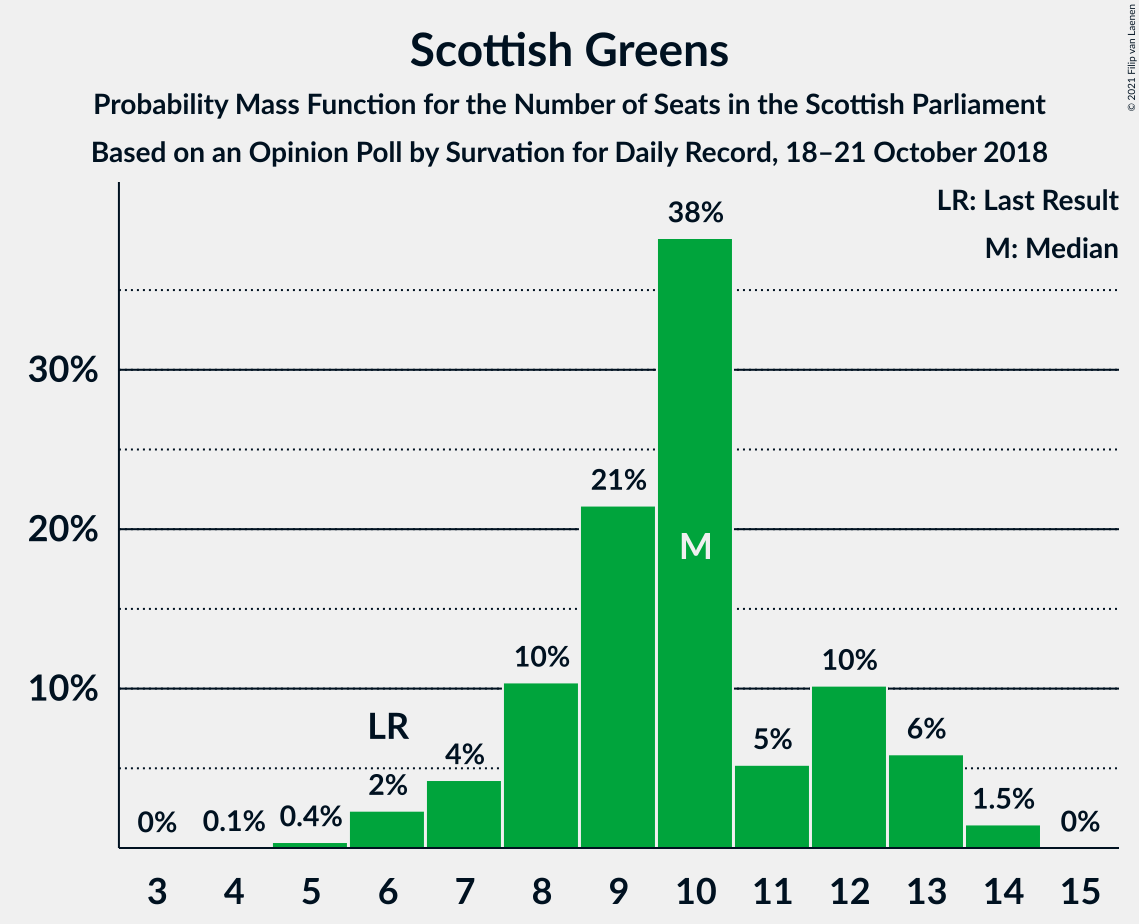 Scottish Greens
Probability Mass Function for the Number of Seats in the Scottish Parliament
Based on an Opinion Poll by Survation for Daily Record, 18–21 October 2018
© 2021 Filip van Laenen
LR: Last Result
M: Median
38%
30%
21%
20%
M
10%
10%
10%
LR
6%
5%
4%
2%
1.5%
0%
0.1%
0.4%
0%
3 4 5 6 7 8 9 10 11 12 13 14 15